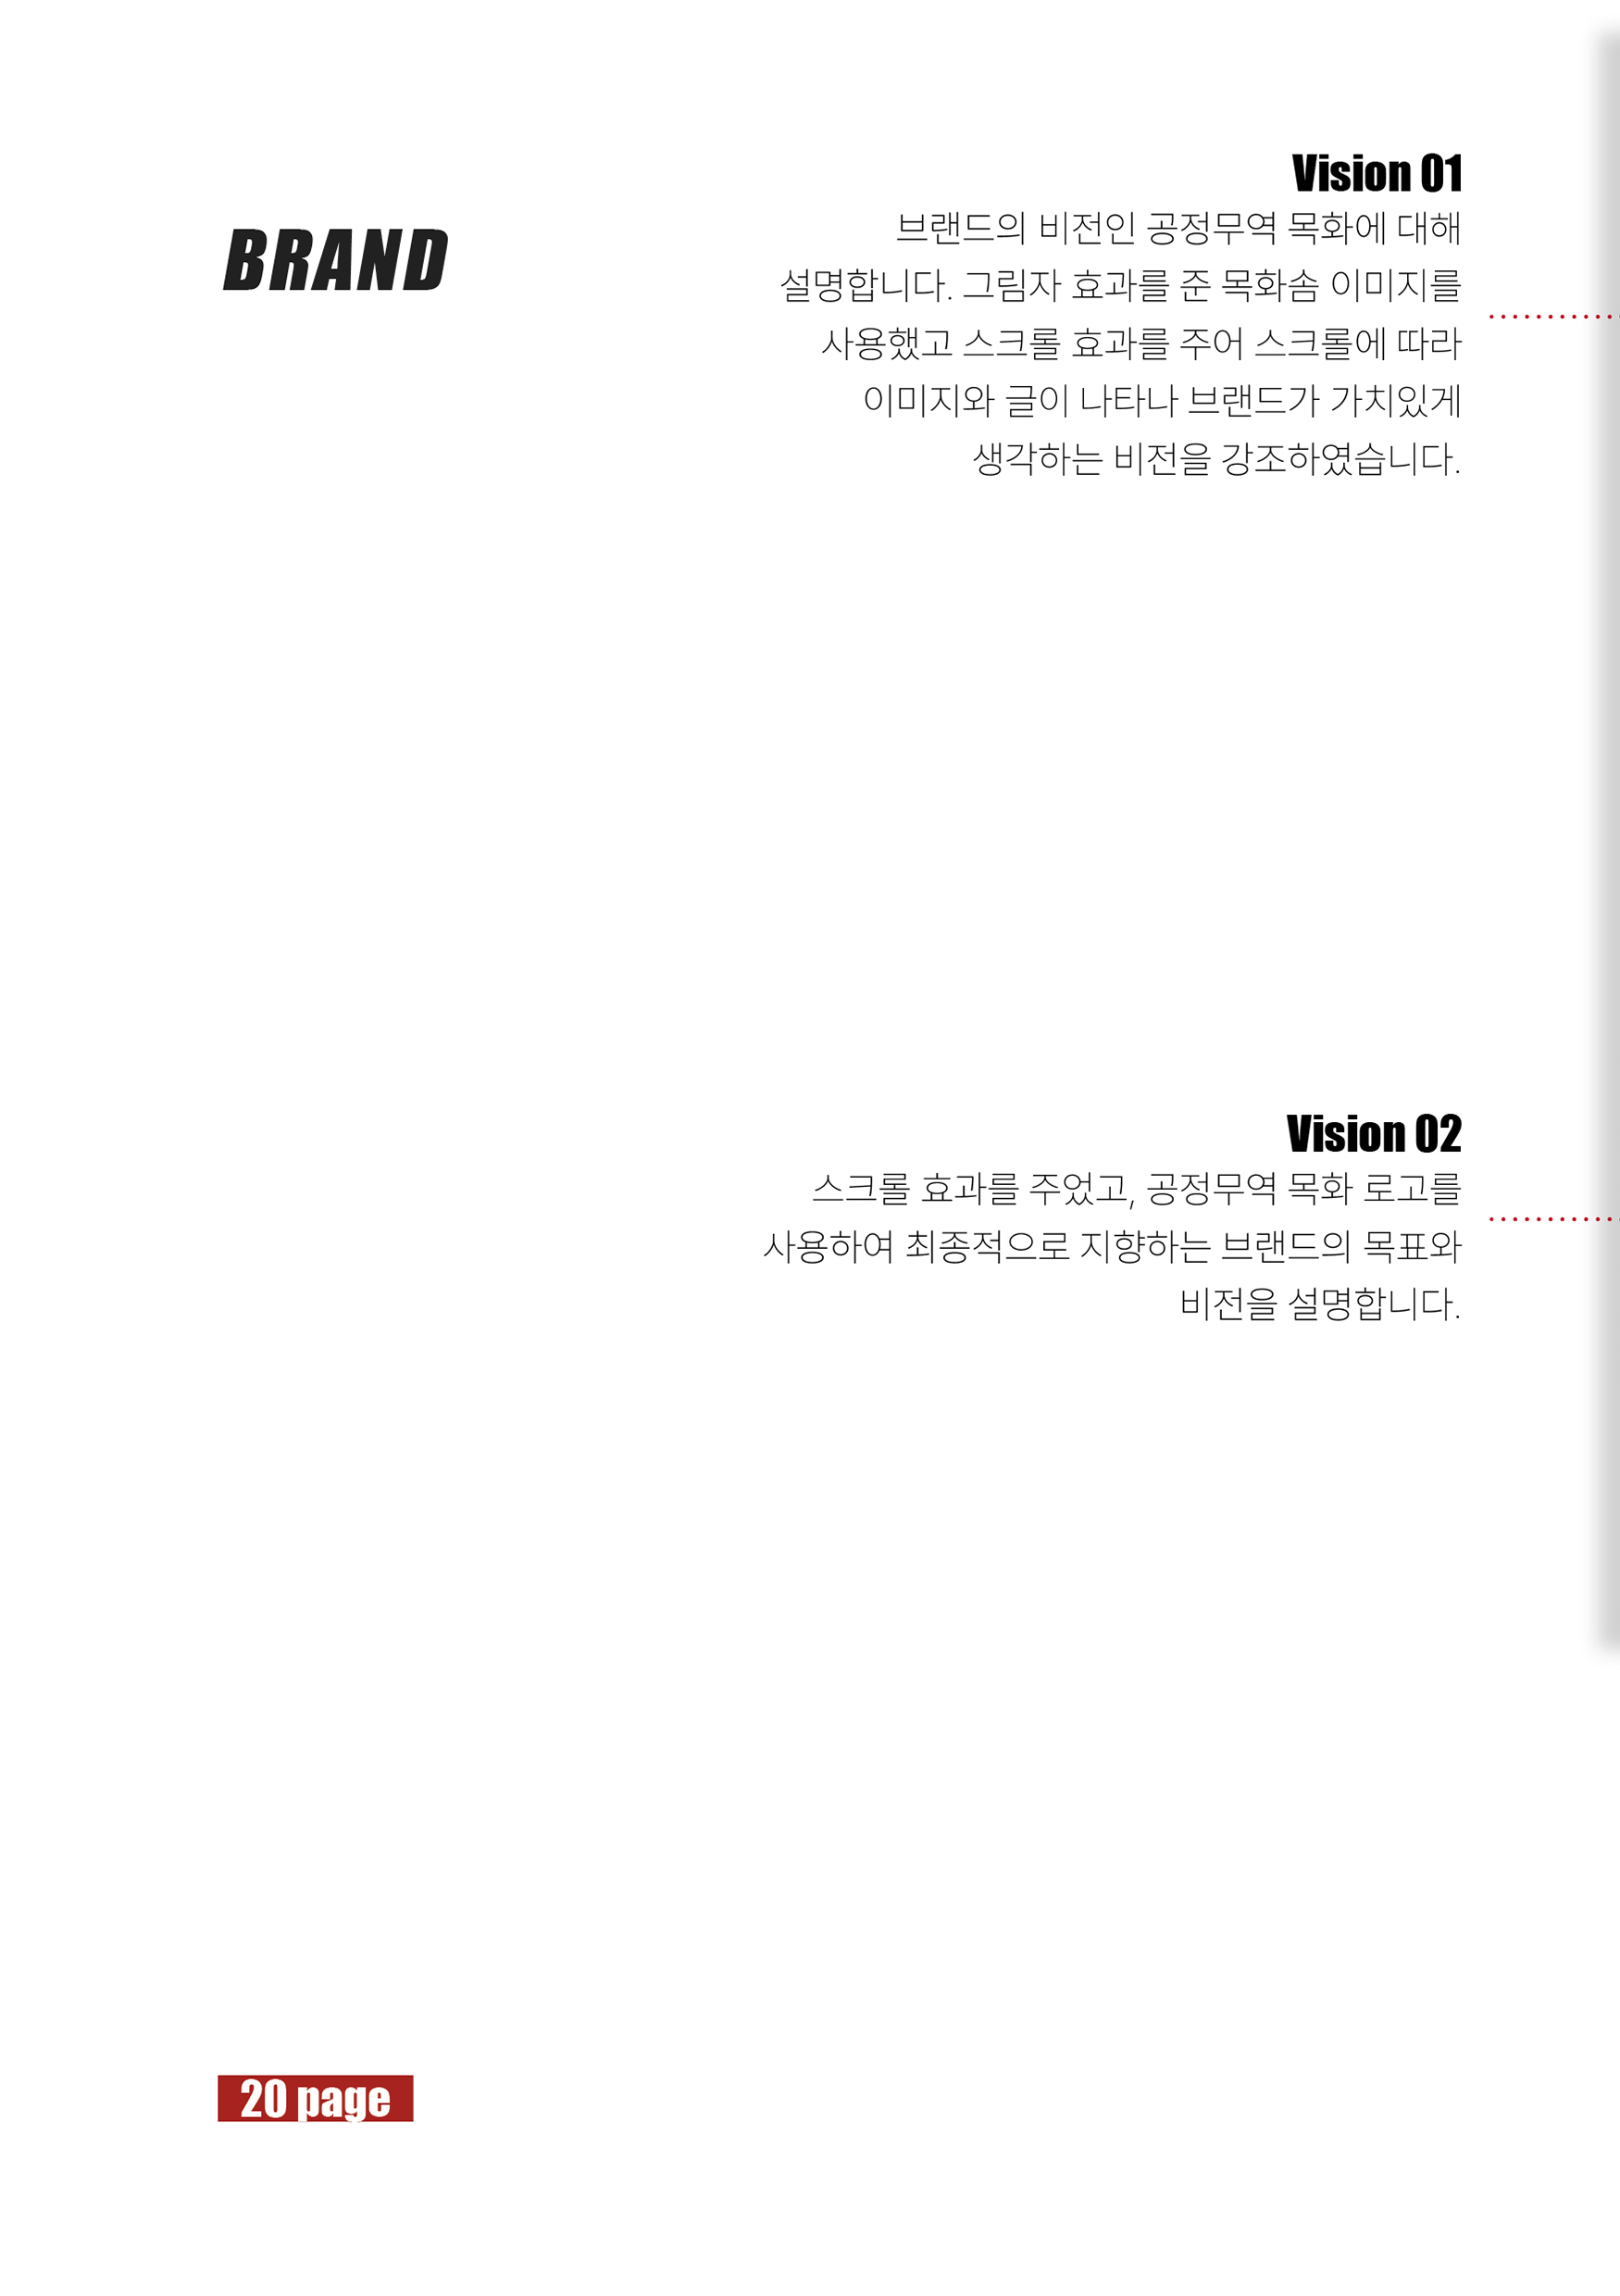 BRAND
Vision 01
브랜드의 비전인 공정무역 목화에 대해
설명합니다. 그림자 효과를 준 목화솜 이미지를
사용했고 스크롤 효과를 주어 스크롤에 따라
이미지와 글이 나타나 브랜드가 가치있게
생각하는 비전을 강조하였습니다.
Vision 02
스크롤 효과를 주었고, 공정무역 목화 로고를
사용하여 최종적으로 지향하는 브랜드의 목표와
비전을 설명합니다.
20 page